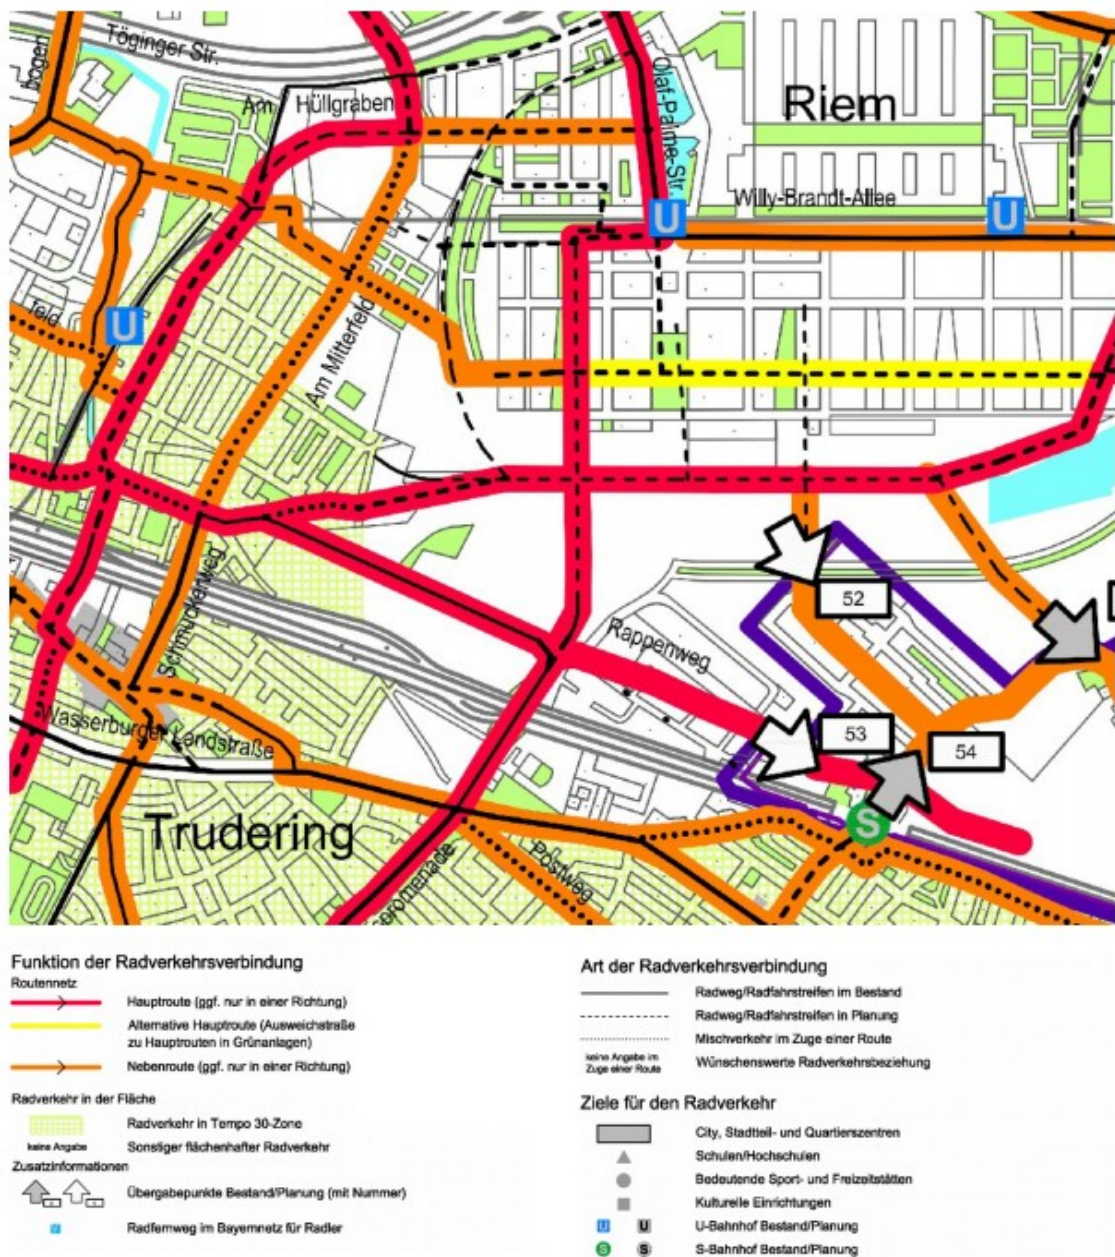 Töginger Str.
bogen
Am Hüllgraben
Olaf-Palme-Str.
Riem
Willy-Brandt-Allee
U
U
feld
U
Am Mitterfeld
Schmuckerweg
52
Rappenweg
53
54
Wasserburger Landstraße
S
Trudering
Postweg
promenade
Funktion der Radverkehrsverbindung
Routennetz
Hauptroute (ggf. nur in einer Richtung)
Alternative Hauptroute (Ausweichstraße
zu Hauptrouten in Grünanlagen)
Nebenroute (ggf. nur in einer Richtung)
Radverkehr in der Fläche
Radverkehr in Tempo 30-Zone
keine Angabe Sonstiger flächenhafter Radverkehr
Zusatzinformationen
Übergabepunkte Bestand/Planung (mit Nummer)
Radfernweg im Bayernnetz für Radler
Art der Radverkehrsverbindung
Radweg/Radfahrstreifen im Bestand
Radweg/Radfahrstreifen in Planung
Mischverkehr im Zuge einer Route
keine Angabe im
Zuge einer Route
Wünschenswerte Radverkehrsbeziehung
Ziele für den Radverkehr
City, Stadtteil- und Quartierszentren
Schulen/Hochschulen
Bedeutende Sport- und Freizeitstätten
Kulturelle Einrichtungen
U U U-Bahnhof Bestand/Planung
S S S-Bahnhof Bestand/Planung